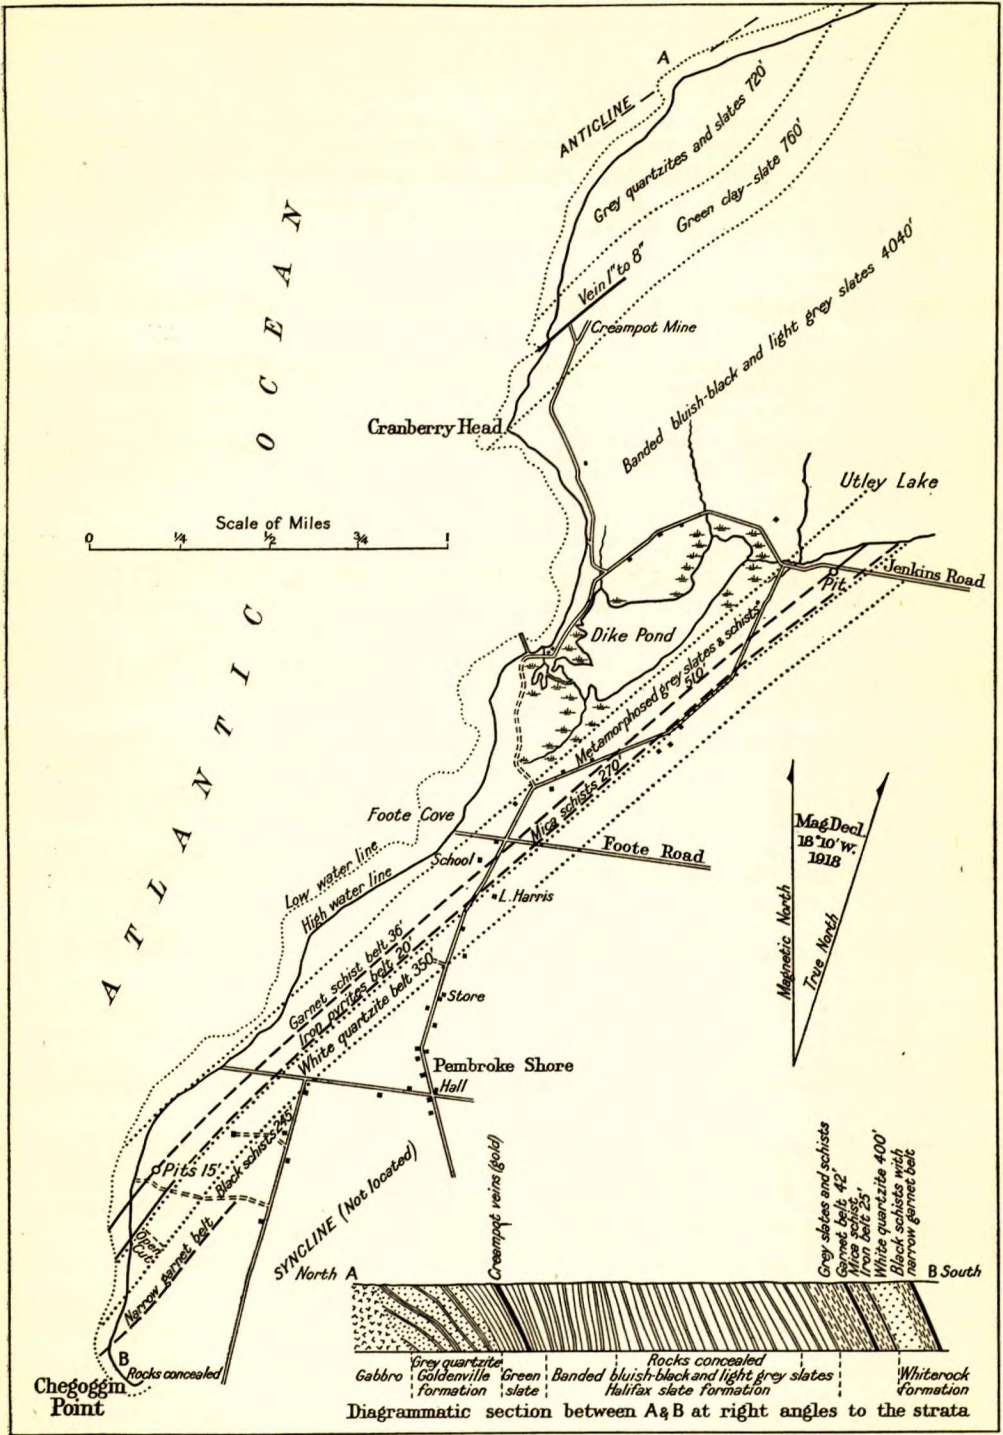 A
ANTICLINE
Grey quartzites and slates 720'
Green clay-slate 760'
Vein 1" to 8"
Creampot Mine
Banded bluish-black and light grey slates 4040'
Cranberry Head
ATLANTIC OCEAN
Scale of Miles
0 1/4 1/2 3/4 1
Utley Lake
Jenkins Road
Pit
Dike Pond
Metamorphosed grey slates & schists
510'
Mica schists 270'
Foote Cove
Low water line
High water line
School
Foote Road
L. Harris
Mag Decl.
18°10' W.
1918
Magnetic North
True North
Garnet schist belt 36'
Iron pyrites belt 20'
White quartzite belt 350'
Store
Pembroke Shore
Hall
Black schists 245'
Pits 15'
Open
Cut
Narrow garnet belt
SYNCLINE (Not located)
B
Rocks concealed
Chegoggin
Point
Creampot veins (gold)
Grey slates and schists
Garnet belt 42'
Mica schist
Iron belt 25'
White quartzite 400'
Black schists with
narrow garnet belt
North A
B South
Gabbro
Grey quartzite
Goldenville
formation
Green
slate
Rocks concealed
Banded bluish-black and light grey slates
Halifax slate formation
Whiterock
formation
Diagrammatic section between A & B at right angles to the strata